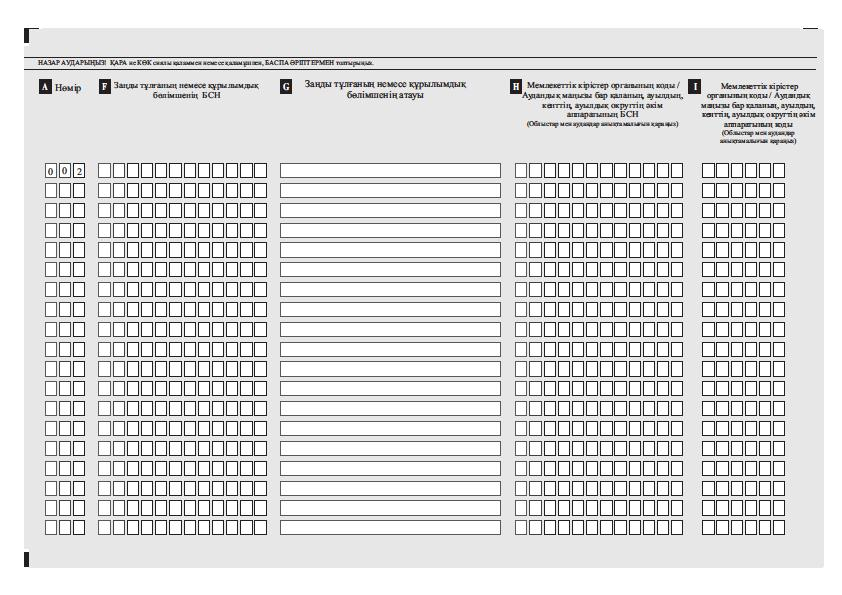 НАЗАР АУДАРЫҢЫЗ! ҚАРА не КӨК сиялы қаламмен немесе қаламұшпен, БАСПА ӘРІПТЕРМЕН толтырыңыз.
A Нөмір
F Заңды тұлғаның немесе құрылымдық
бөлімшенің БСН
G Заңды тұлғаның немесе құрылымдық
бөлімшенің атауы
H Мемлекеттік кірістер органының коды /
Аудандық маңызы бар қаланың, ауылдың,
кенттің, ауылдық округтің әкім
аппаратының БСН
(Облыстар мен аудандар анықтамалығын қараңыз)
I Мемлекеттік кірістер
органының коды / Аудандық
маңызы бар қаланың, ауылдың,
кенттің, ауылдық округтің әкім
аппаратының коды
(Облыстар мен аудандар
анықтамалығын қараңыз)
0 0 2